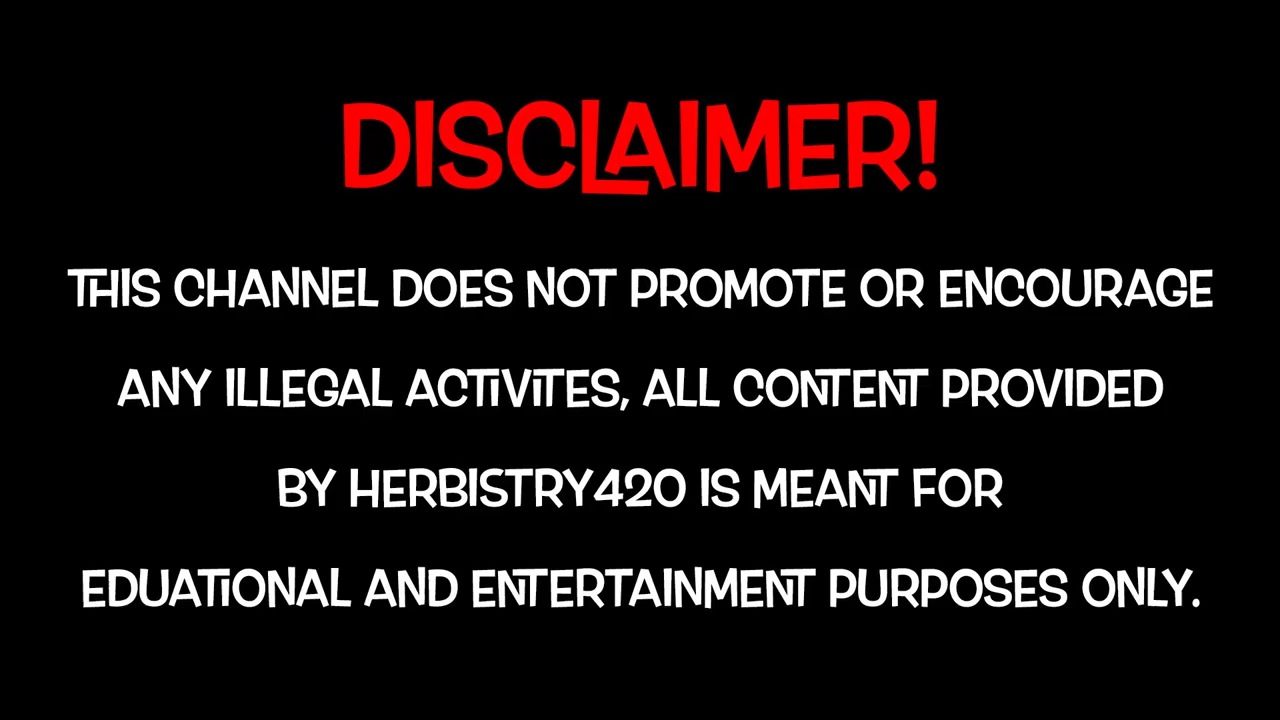 DISCLAIMER!
THIS CHANNEL DOES NOT PROMOTE OR ENCOURAGE
ANY ILLEGAL ACTIVITES, ALL CONTENT PROVIDED
BY HERBISTRY420 IS MEANT FOR
EDUATIONAL AND ENTERTAINMENT PURPOSES ONLY.